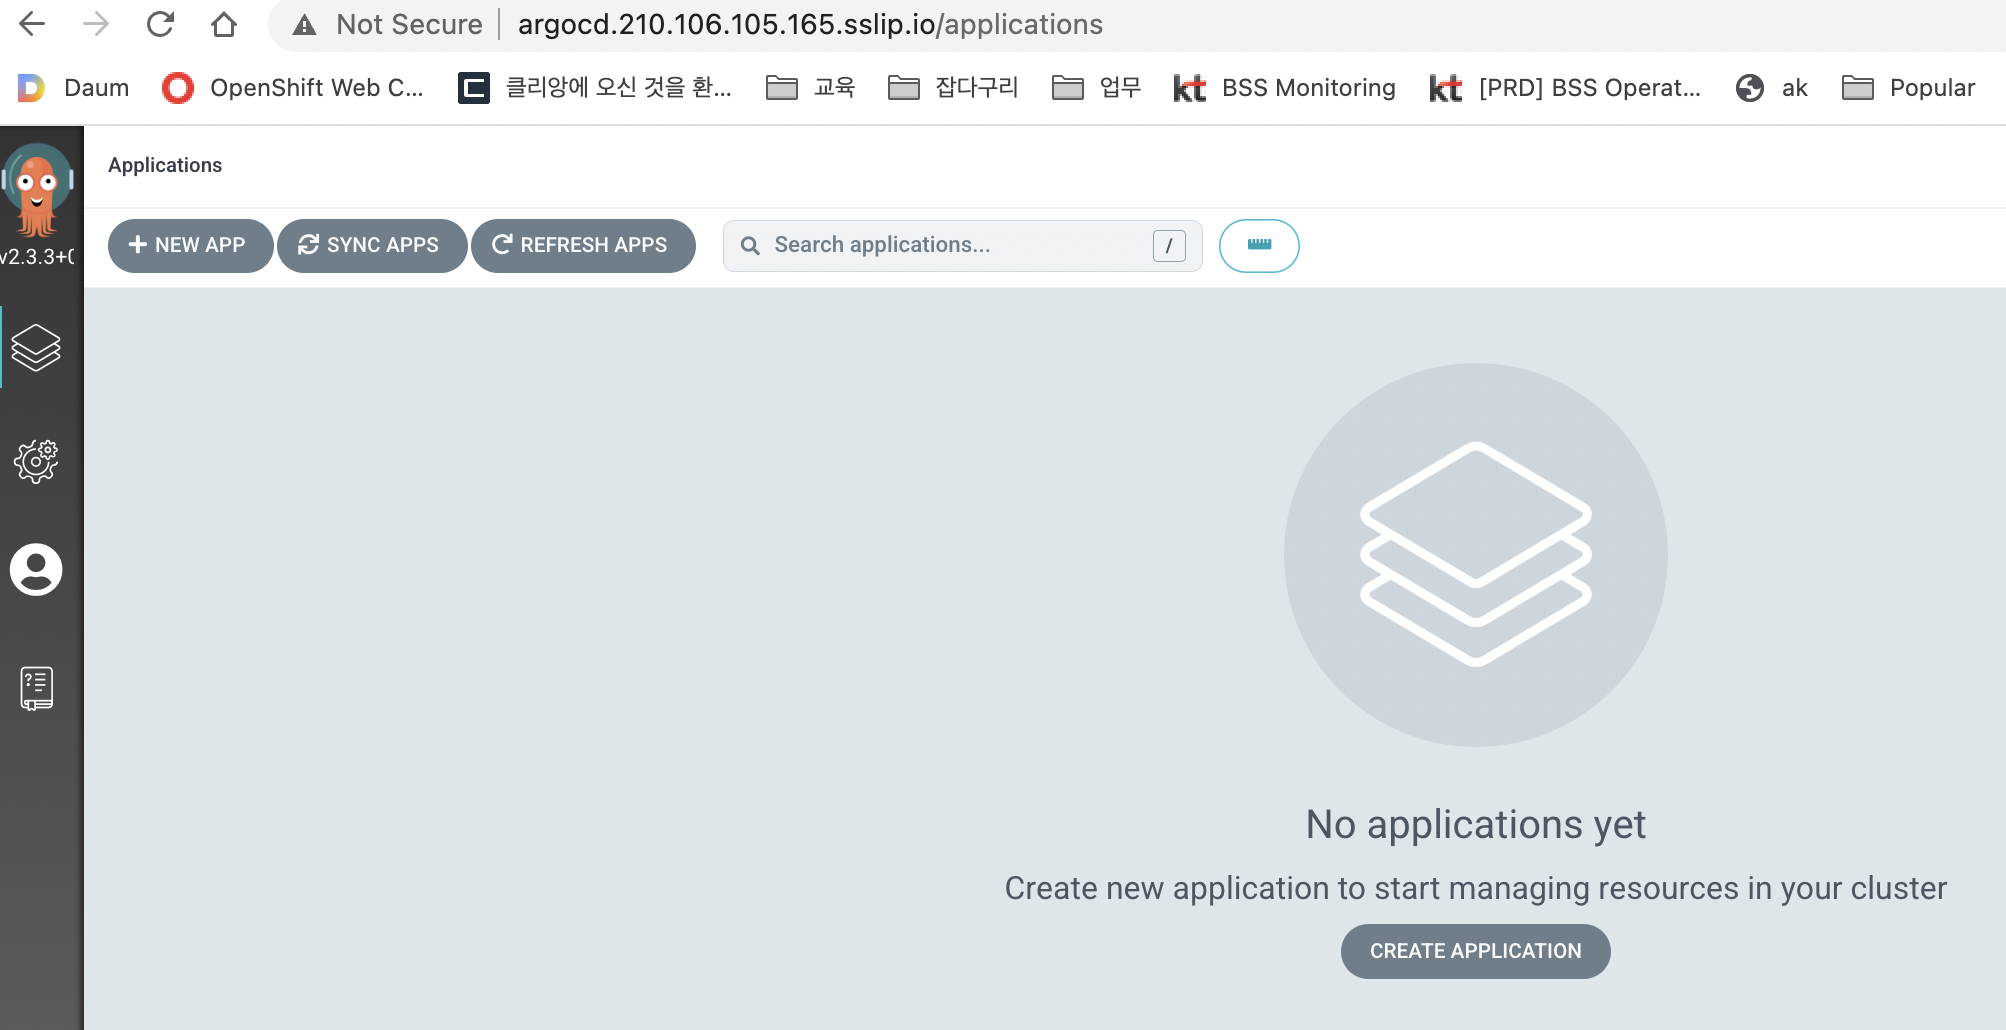 Not Secure argocd.210.106.105.165.sslip.io/applications
Daum OpenShift Web C... 클리앙에 오신 것을 환... 교육 잡다구리 업무 kt BSS Monitoring kt [PRD] BSS Operat... ak Popular
Applications
NEW APP SYNC APPS REFRESH APPS Search applications... /
v2.3.3+
No applications yet
Create new application to start managing resources in your cluster
CREATE APPLICATION